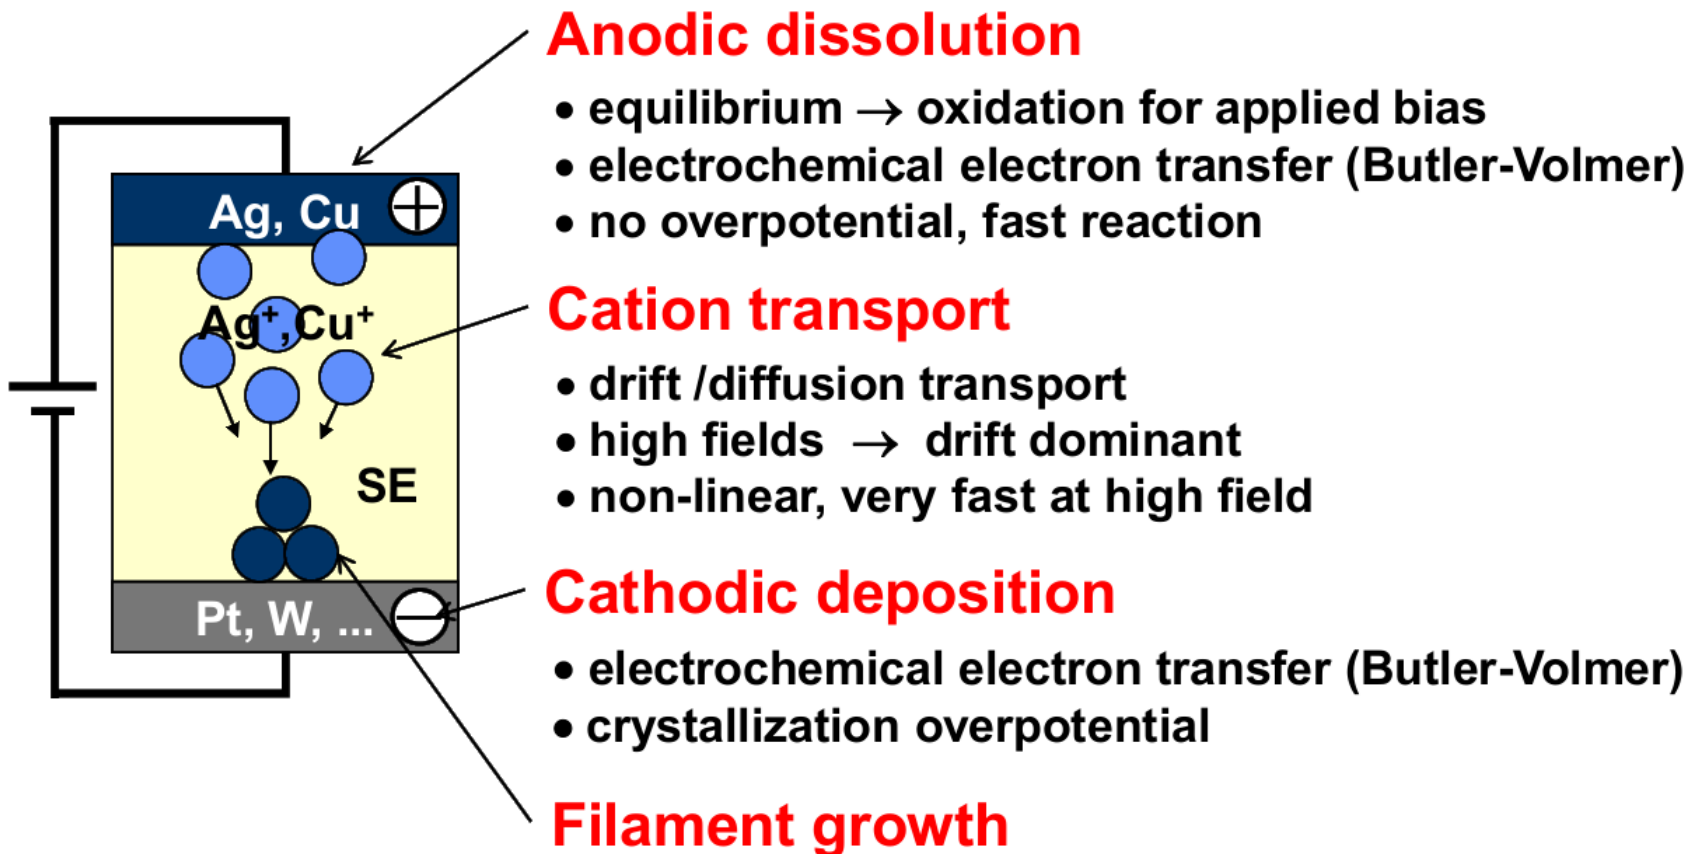 Anodic dissolution
• equilibrium → oxidation for applied bias
• electrochemical electron transfer (Butler-Volmer)
• no overpotential, fast reaction
Ag, Cu
Ag⁺,Cu⁺
Cation transport
• drift /diffusion transport
• high fields → drift dominant
• non-linear, very fast at high field
SE
Pt, W, ...
Cathodic deposition
• electrochemical electron transfer (Butler-Volmer)
• crystallization overpotential
Filament growth